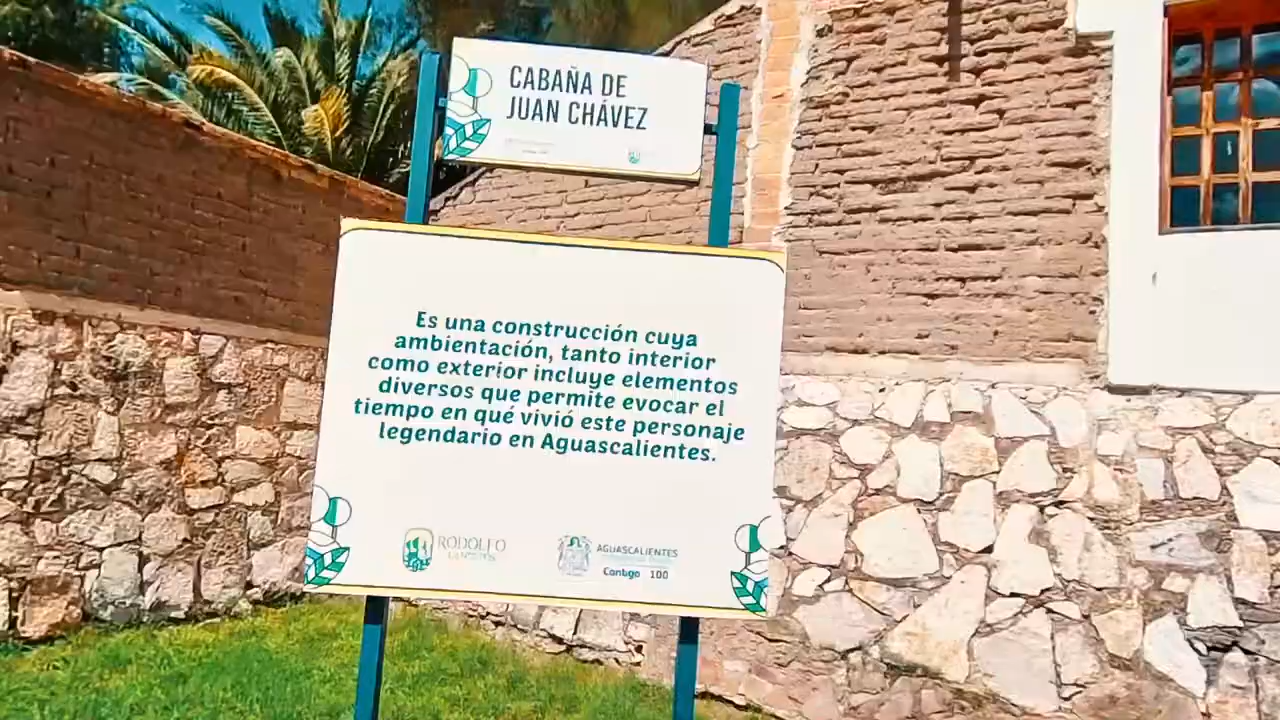 CABAÑA DE
JUAN CHÁVEZ
Es una construcción cuya
ambientación, tanto interior
como exterior incluye elementos
diversos que permite evocar el
tiempo en qué vivió este personaje
legendario en Aguascalientes.
RODOLFO
AGUASCALIENTES
Contigo 100